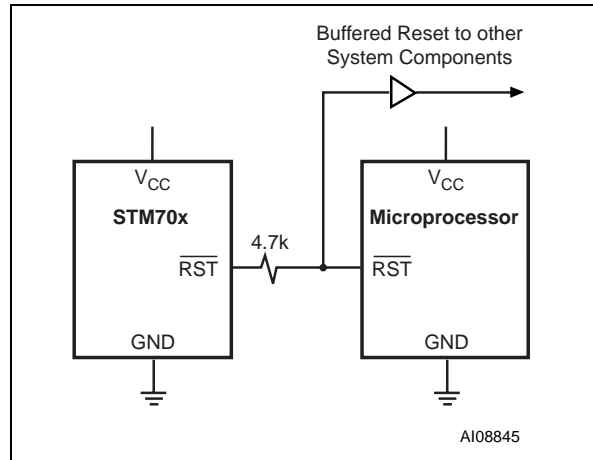 Buffered Reset to other
System Components
VCC
VCC
STM70x
Microprocessor
4.7k
RST
RST
GND
GND
AI08845